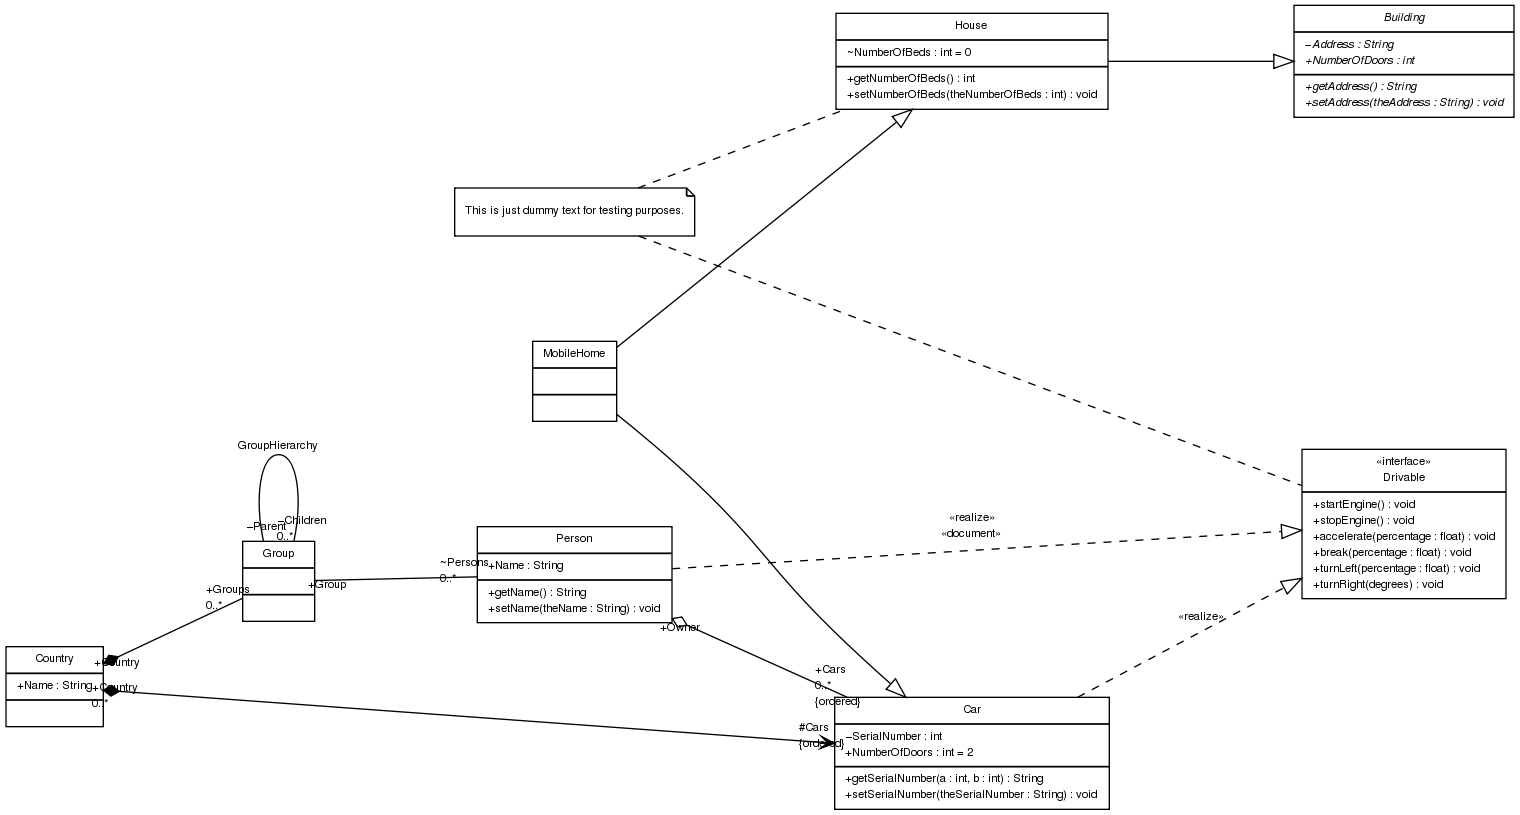 House
~NumberOfBeds : int = 0
+getNumberOfBeds() : int
+setNumberOfBeds(theNumberOfBeds : int) : void
Building
−Address : String
+NumberOfDoors : int
+getAddress() : String
+setAddress(theAddress : String) : void
This is just dummy text for testing purposes.
MobileHome
GroupHierarchy
−Parent
−Children
0..*
Group
+Groups
0..*
+Group
~Persons
0..*
Person
+Name : String
+getName() : String
+setName(theName : String) : void
«realize»
«document»
«interface»
Drivable
+startEngine() : void
+stopEngine() : void
+accelerate(percentage : float) : void
+break(percentage : float) : void
+turnLeft(percentage : float) : void
+turnRight(degrees) : void
«realize»
+Owner
Country
+Name : String
+Country
+Country
0..*
+Cars
0..*
{ordered}
#Cars
{ordered}
Car
−SerialNumber : int
+NumberOfDoors : int = 2
+getSerialNumber(a : int, b : int) : String
+setSerialNumber(theSerialNumber : String) : void